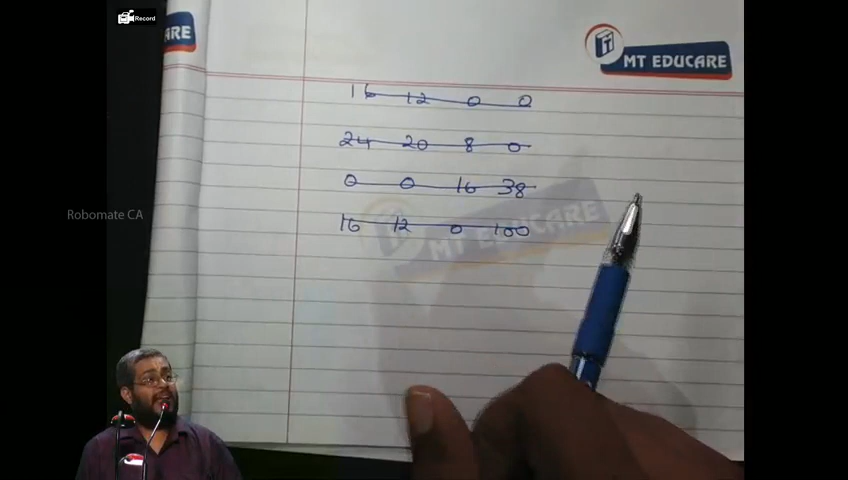 Record
ARE
MT EDUCARE
16 12 0 0
24 20 8 0
0 0 16 38
16 12 0 100
Robomate CA
MT EDUCARE